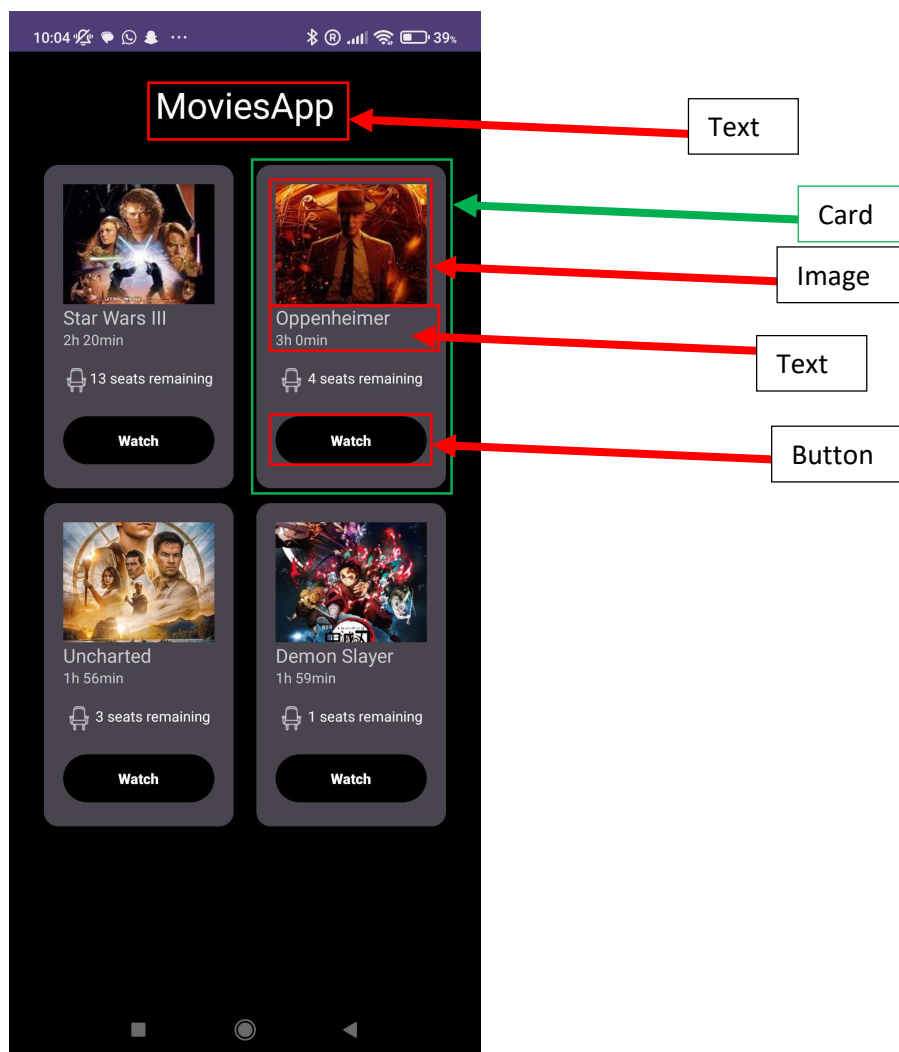 10:04 39%
MoviesApp
Text
Card
Image
STAR WARS
Star Wars III
Oppenheimer
2h 20min
3h 0min
Text
13 seats remaining
4 seats remaining
Watch
Watch
Button
Uncharted
Demon Slayer
1h 56min
1h 59min
3 seats remaining
1 seats remaining
Watch
Watch